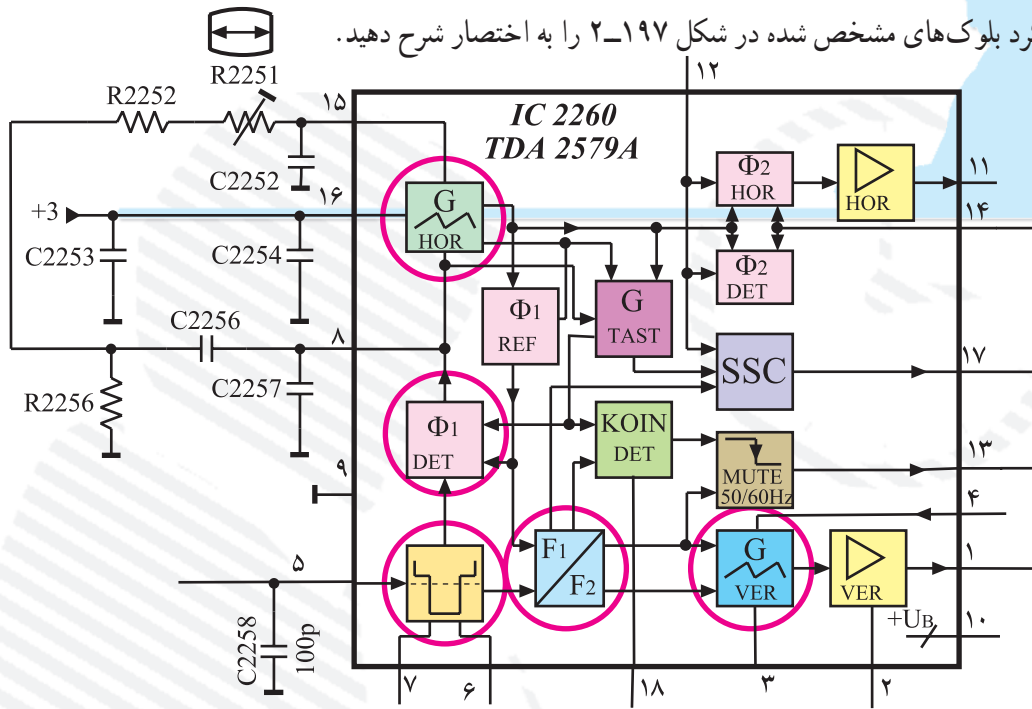 رد بلوک‌های مشخص شده در شکل ۱۹۷ــ۲ را به اختصار شرح دهید.
۱۲
R2251
R2252
۱۵
IC 2260
TDA 2579A
C2252
Φ2
HOR
HOR
۱۱
۱۶
G
HOR
+3
۱۴
C2253
C2254
Φ2
DET
Φ1
REF
G
TAST
C2256
۸
SSC
۱۷
R2256
C2257
Φ1
DET
KOIN
DET
MUTE
50/60Hz
۱۳
۹
۴
۵
F1
F2
G
VER
VER
۱
+UB
۱۰
C2258
100p
۷
۶
۱۸
۳
۲